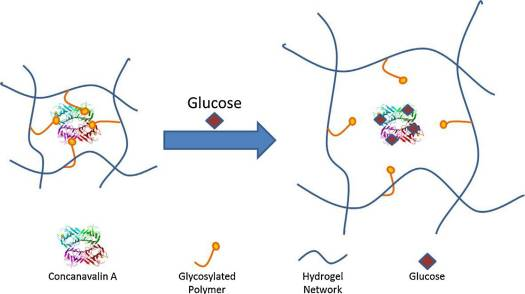 Glucose
Concanavalin A
Glycosylated
Polymer
Hydrogel
Network
Glucose